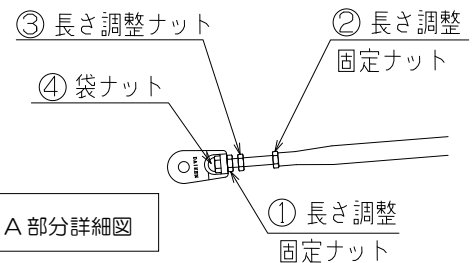 ③ 長さ調整ナット
② 長さ調整
固定ナット
④ 袋ナット
DAIKEN
① 長さ調整
固定ナット
A部分詳細図